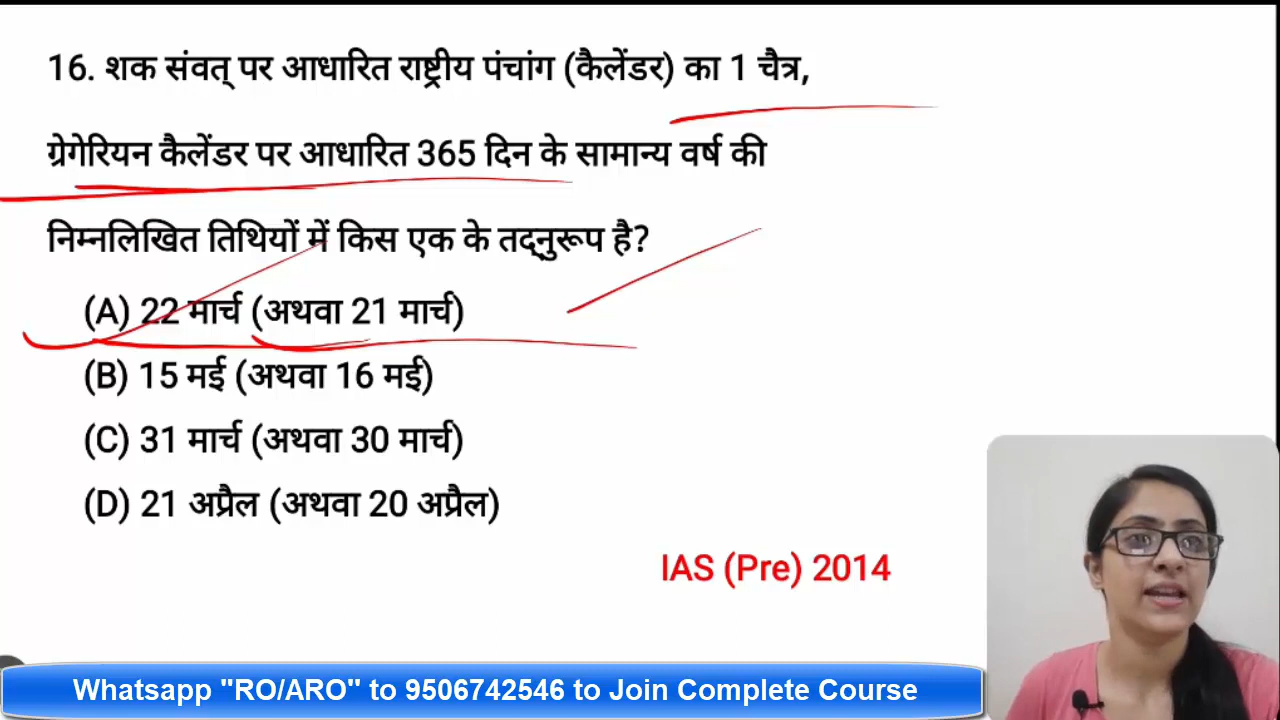 16. शक संवत् पर आधारित राष्ट्रीय पंचांग (कैलेंडर) का 1 चैत्र,
ग्रेगेरियन कैलेंडर पर आधारित 365 दिन के सामान्य वर्ष की
निम्नलिखित तिथियों में किस एक के तद्नुरूप है?
(A) 22 मार्च (अथवा 21 मार्च)
(B) 15 मई (अथवा 16 मई)
(C) 31 मार्च (अथवा 30 मार्च)
(D) 21 अप्रैल (अथवा 20 अप्रैल)
IAS (Pre) 2014
Whatsapp "RO/ARO" to 9506742546 to Join Complete Course